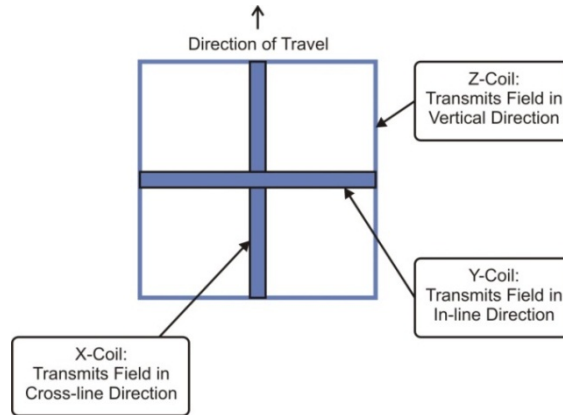 Direction of Travel
Z-Coil:
Transmits Field in
Vertical Direction
Y-Coil:
Transmits Field in
In-line Direction
X-Coil:
Transmits Field in
Cross-line Direction